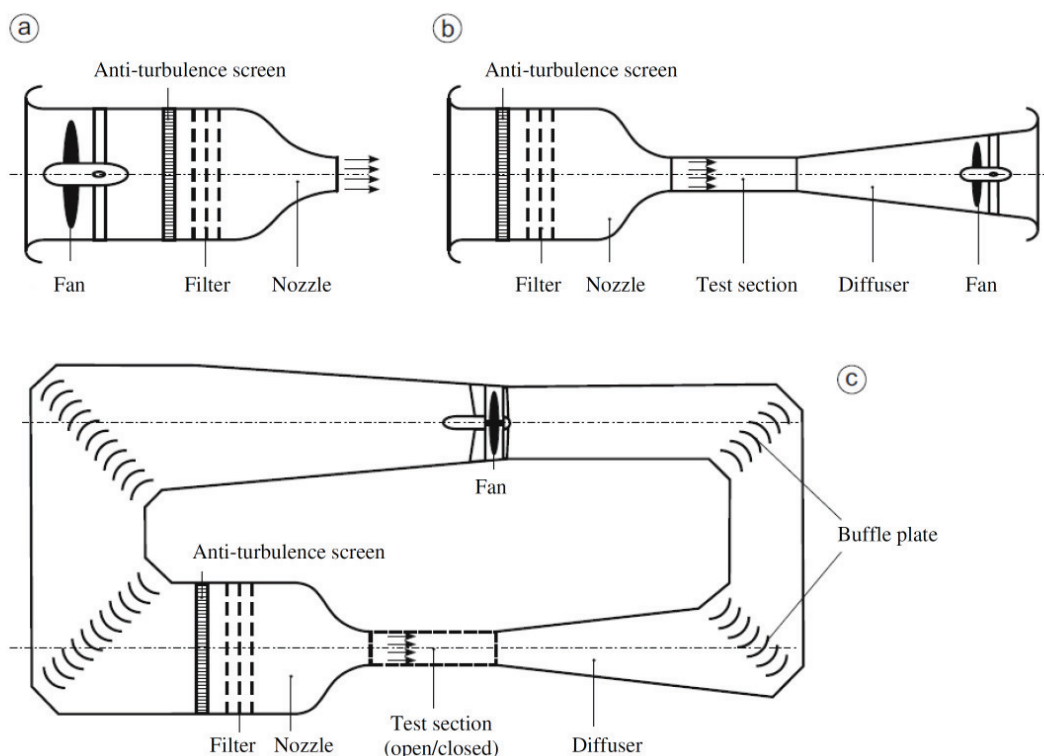 a
b
Anti-turbulence screen
Anti-turbulence screen
Fan
Filter
Nozzle
Filter
Nozzle
Test section
Diffuser
Fan
c
Fan
Buffle plate
Anti-turbulence screen
Filter
Nozzle
Test section
(open/closed)
Diffuser